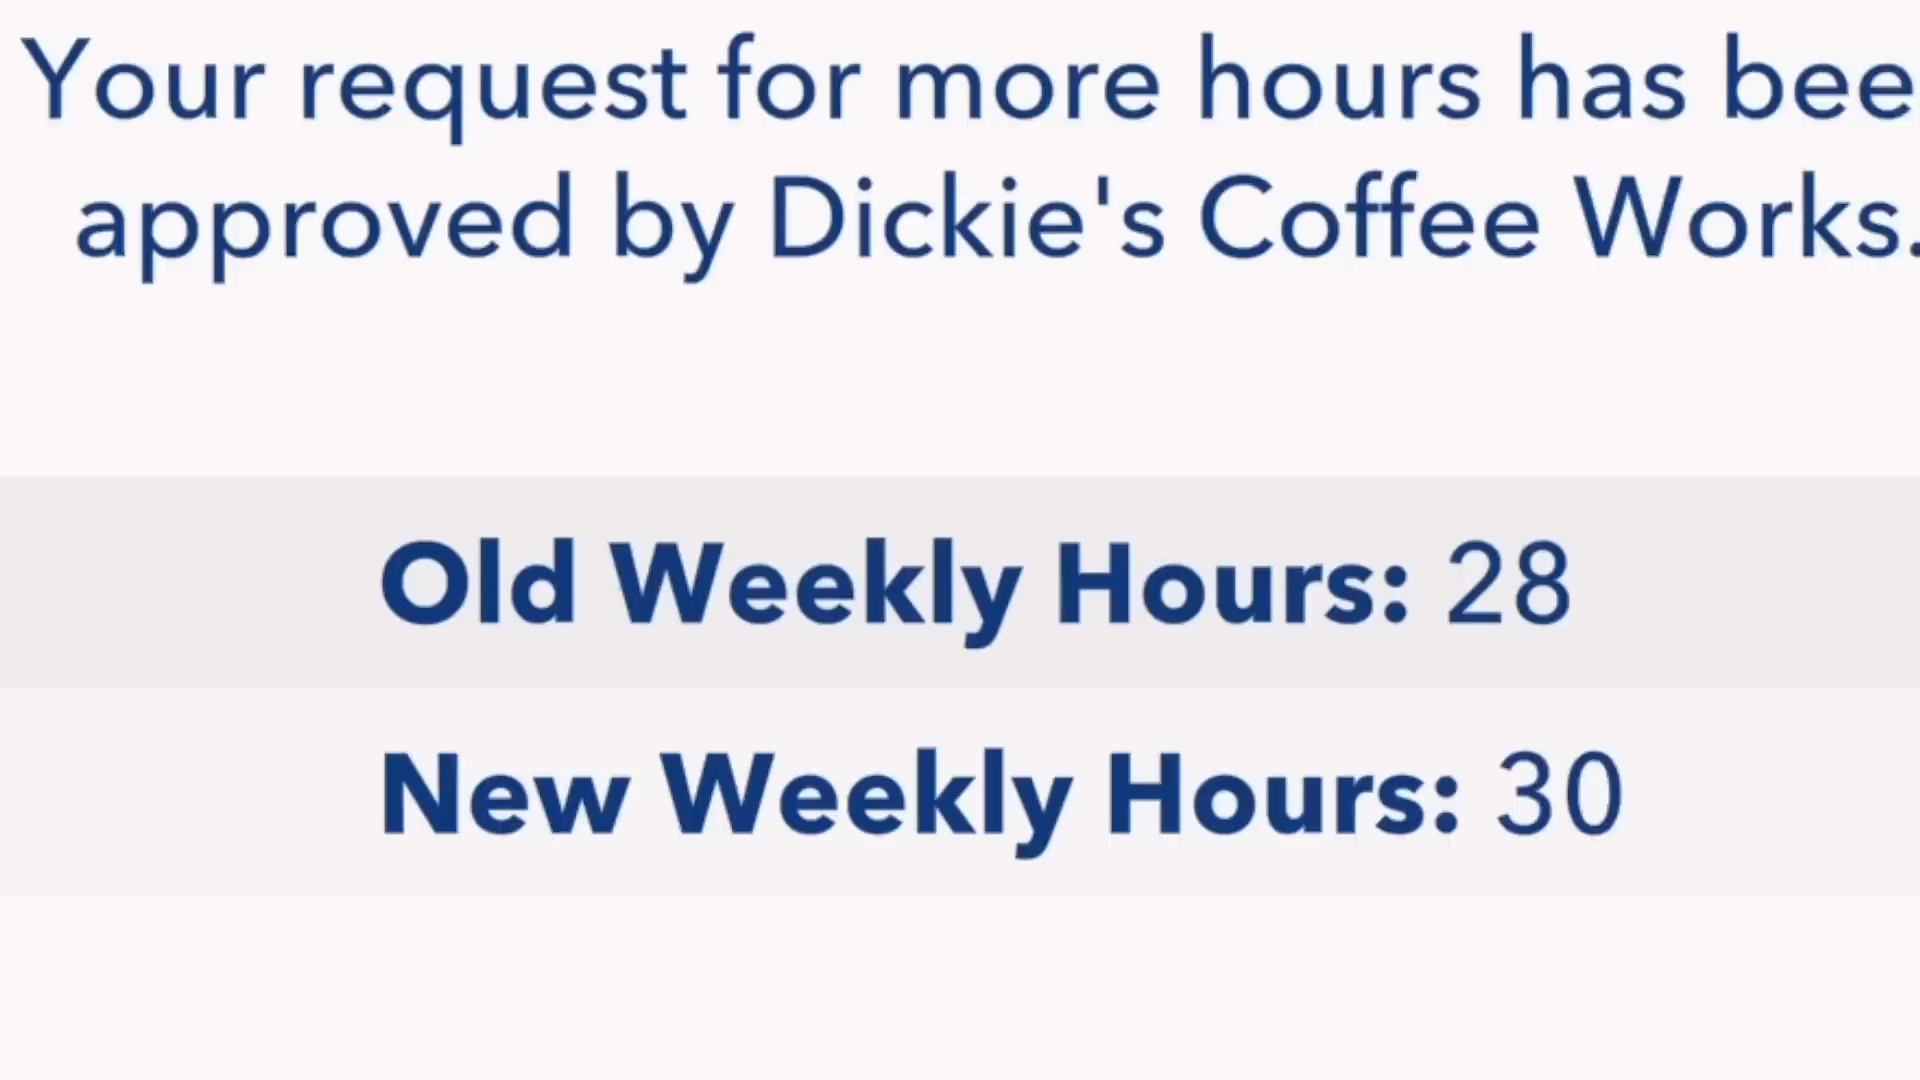 Your request for more hours has bee
approved by Dickie's Coffee Works.
Old Weekly Hours: 28
New Weekly Hours: 30